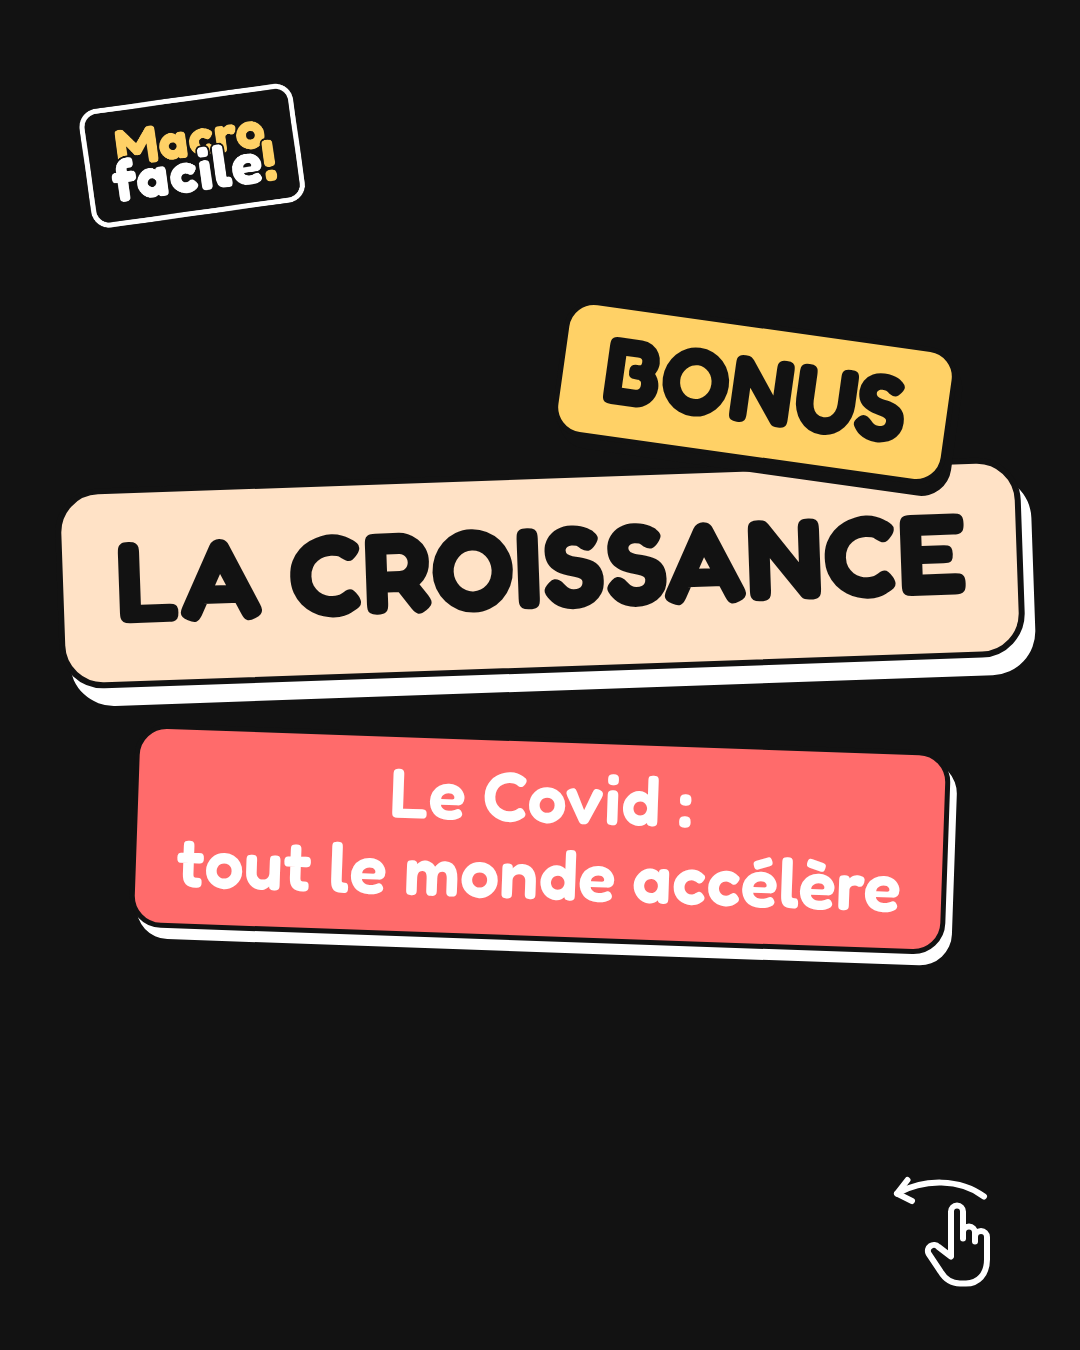 Macro
facile!
BONUS
LA CROISSANCE
Le Covid :
tout le monde accélère